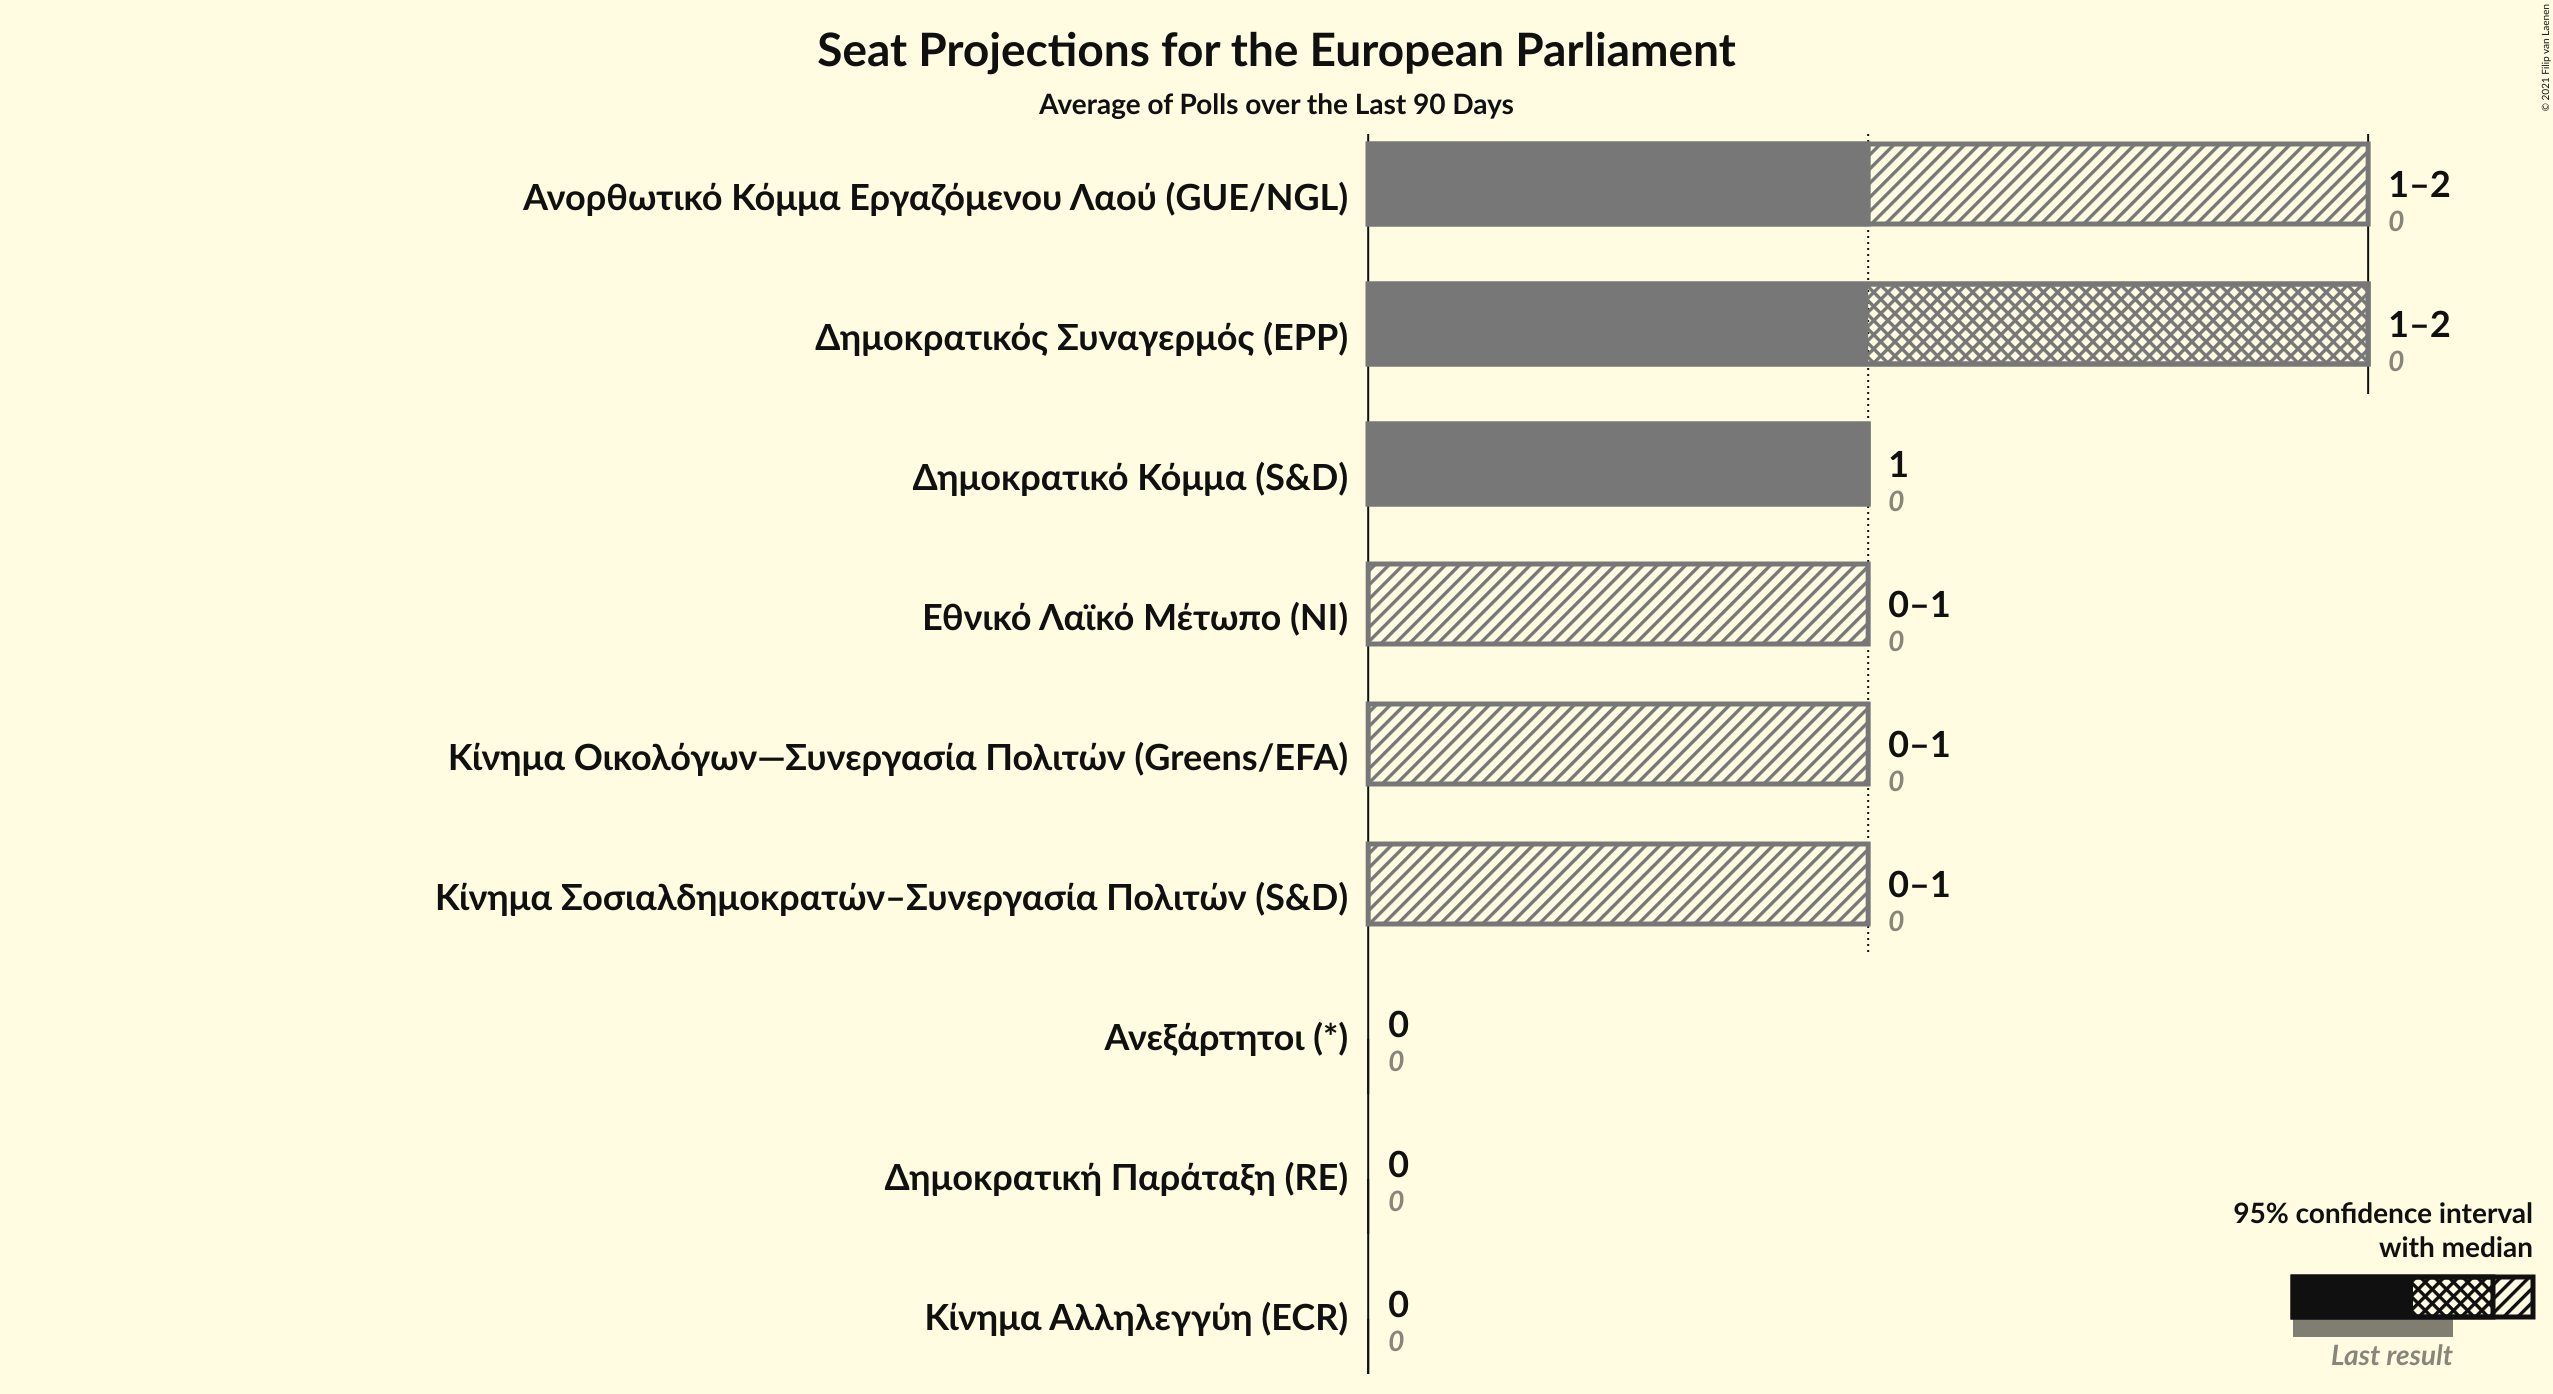 Seat Projections for the European Parliament
Average of Polls over the Last 90 Days
© 2021 Filip van Laenen
Ανορθωτικό Κόμμα Εργαζόμενου Λαού (GUE/NGL)
1–2
0
Δημοκρατικός Συναγερμός (EPP)
1–2
0
Δημοκρατικό Κόμμα (S&D)
1
0
Εθνικό Λαϊκό Μέτωπο (NI)
0–1
0
Κίνημα Οικολόγων—Συνεργασία Πολιτών (Greens/EFA)
0–1
0
Κίνημα Σοσιαλδημοκρατών–Συνεργασία Πολιτών (S&D)
0–1
0
Ανεξάρτητοι (*)
0
0
Δημοκρατική Παράταξη (RE)
0
0
Κίνημα Αλληλεγγύη (ECR)
0
0
95% confidence interval
with median
Last result